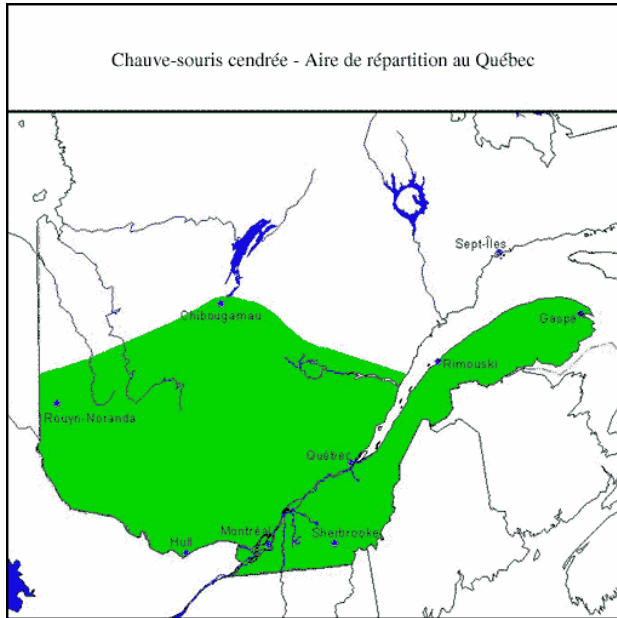 Chauve-souris cendrée - Aire de répartition au Québec
Sept-Îles
Chibougamau
Gaspé
Rimouski
Rouyn-Noranda
Québec
Montréal
Hull
Sherbrooke